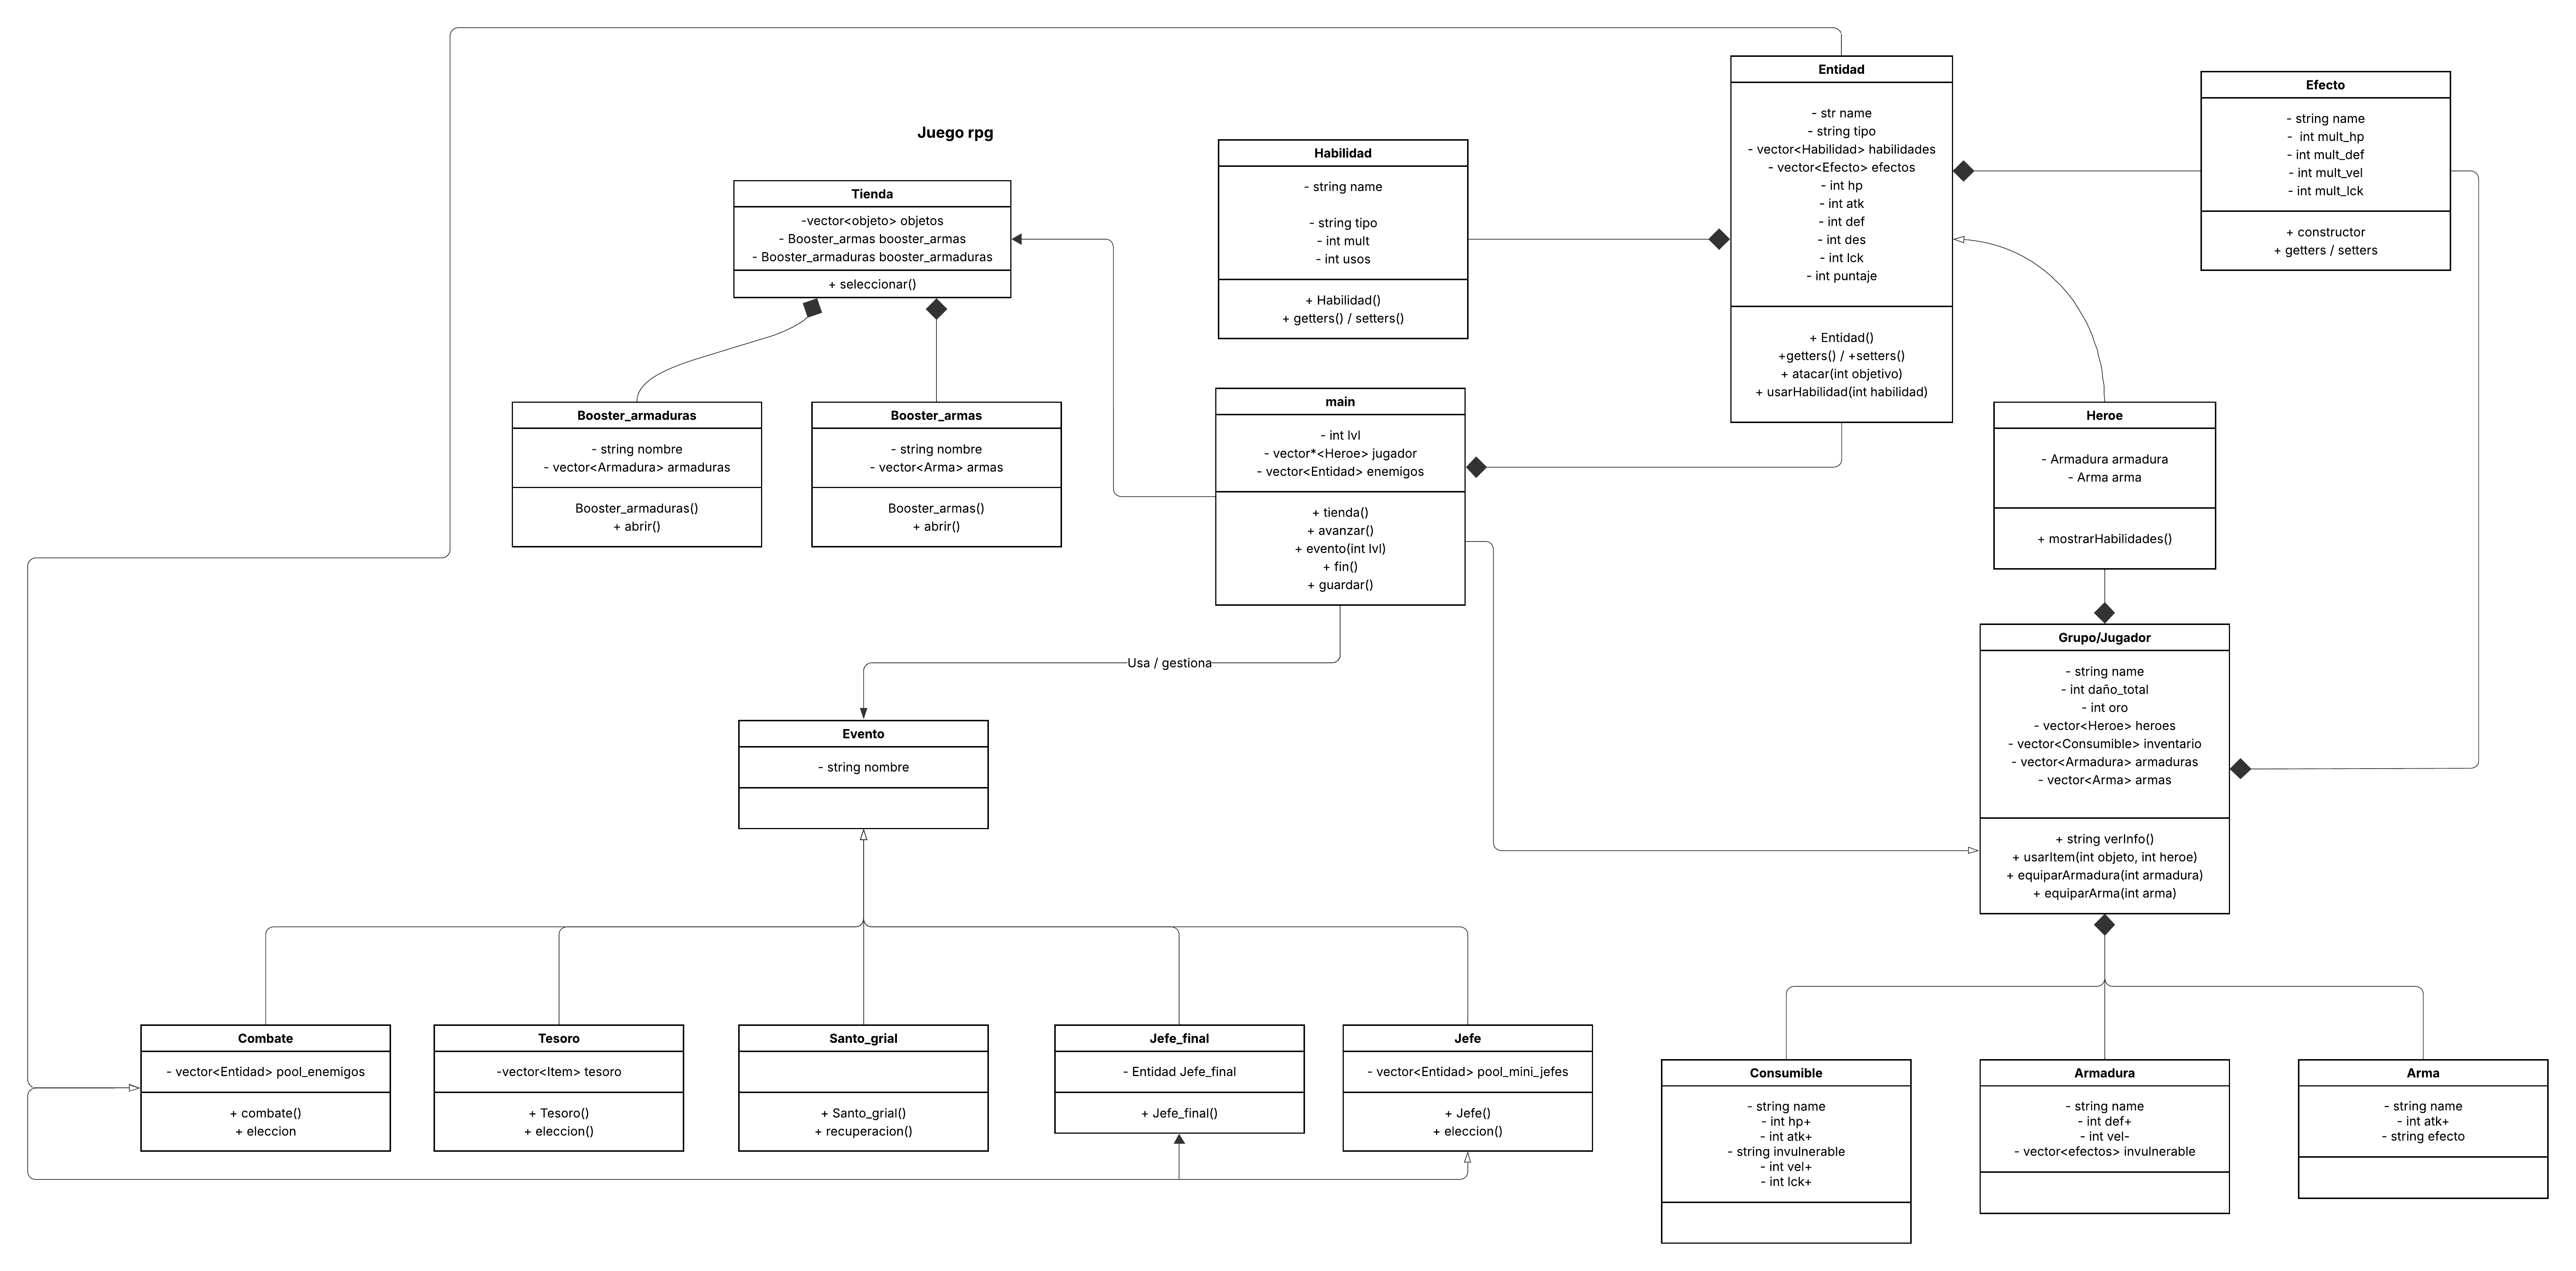 Juego rpg
Entidad
- str name
- string tipo
- vector<Habilidad> habilidades
- vector<Efecto> efectos
- int hp
- int atk
- int def
- int des
- int lck
- int puntaje
+ Entidad()
+getters() / +setters()
+ atacar(int objetivo)
+ usarHabilidad(int habilidad)
Efecto
- string name
- int mult_hp
- int mult_def
- int mult_vel
- int mult_lck
+ constructor
+ getters / setters
Habilidad
- string name
- string tipo
- int mult
- int usos
+ Habilidad()
+ getters() / setters()
Tienda
-vector<objeto> objetos
- Booster_armas booster_armas
- Booster_armaduras booster_armaduras
+ seleccionar()
Booster_armaduras
- string nombre
- vector<Armadura> armaduras
Booster_armaduras()
+ abrir()
Booster_armas
- string nombre
- vector<Arma> armas
Booster_armas()
+ abrir()
main
- int lvl
- vector*<Heroe> jugador
- vector<Entidad> enemigos
+ tienda()
+ avanzar()
+ evento(int lvl)
+ fin()
+ guardar()
Heroe
- Armadura armadura
- Arma arma
+ mostrarHabilidades()
Grupo/Jugador
- string name
- int daño_total
- int oro
- vector<Heroe> heroes
- vector<Consumible> inventario
- vector<Armadura> armaduras
- vector<Arma> armas
+ string verInfo()
+ usarItem(int objeto, int heroe)
+ equiparArmadura(int armadura)
+ equiparArma(int arma)
Usa / gestiona
Evento
- string nombre
Combate
- vector<Entidad> pool_enemigos
+ combate()
+ eleccion
Tesoro
-vector<Item> tesoro
+ Tesoro()
+ eleccion()
Santo_grial
+ Santo_grial()
+ recuperacion()
Jefe_final
- Entidad Jefe_final
+ Jefe_final()
Jefe
- vector<Entidad> pool_mini_jefes
+ Jefe()
+ eleccion()
Consumible
- string name
- int hp+
- int atk+
- string invulnerable
- int vel+
- int lck+
Armadura
- string name
- int def+
- int vel-
- vector<efectos> invulnerable
Arma
- string name
- int atk+
- string efecto